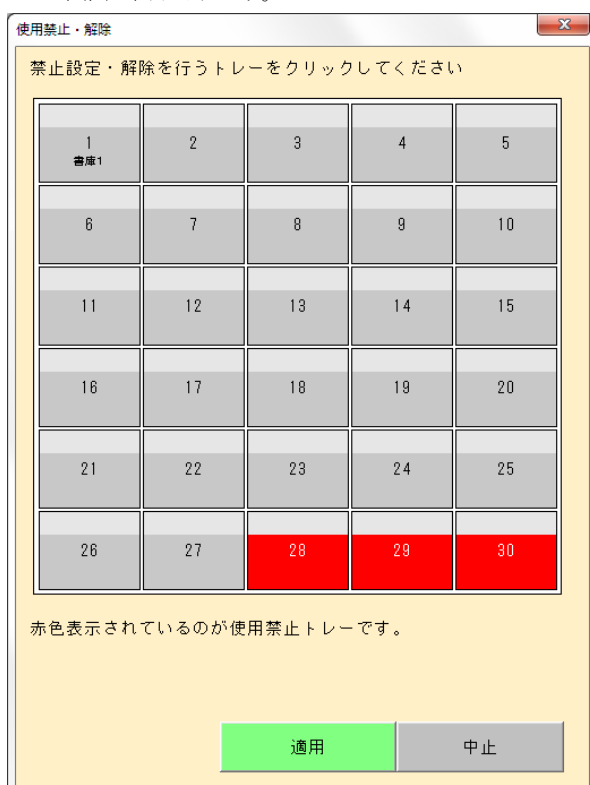 使用禁止・解除
禁止設定・解除を行うトレーをクリックしてください
1 2 3 4 5
書庫1
6 7 8 9 10
11 12 13 14 15
16 17 18 19 20
21 22 23 24 25
26 27 28 29 30
赤色表示されているのが使用禁止トレーです。
適用 中止